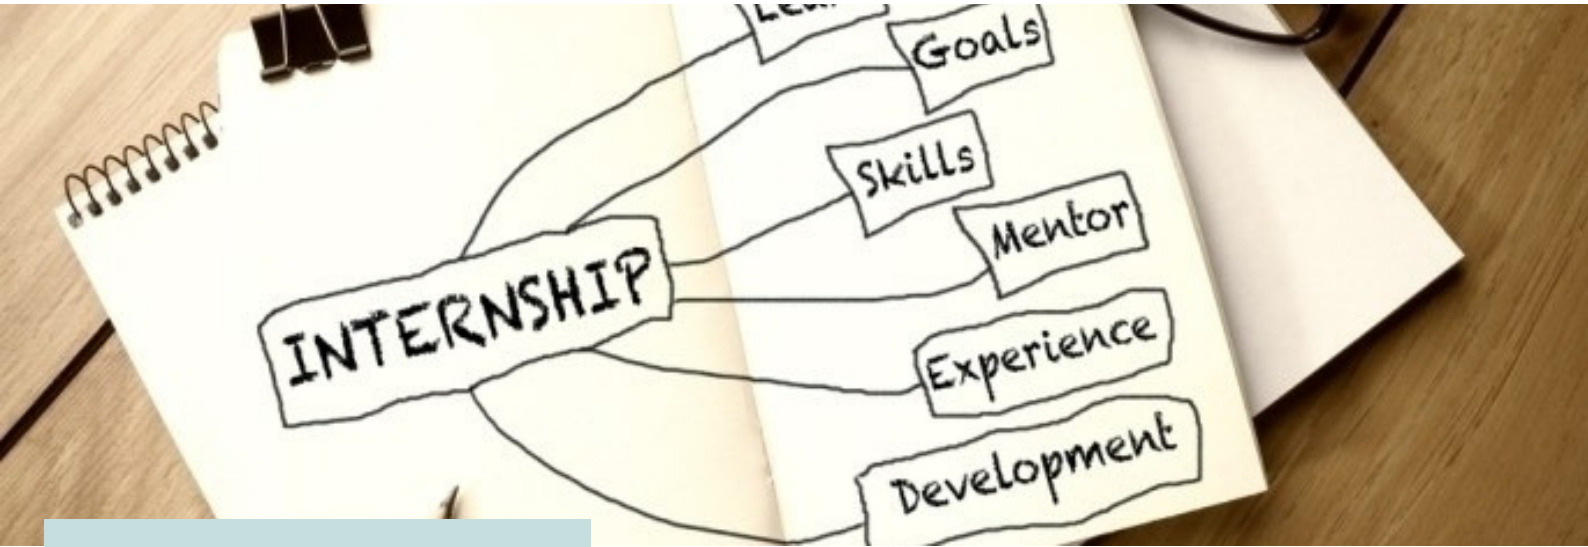 Goals
Skills
Mentor
INTERNSHIP
Experience
Development